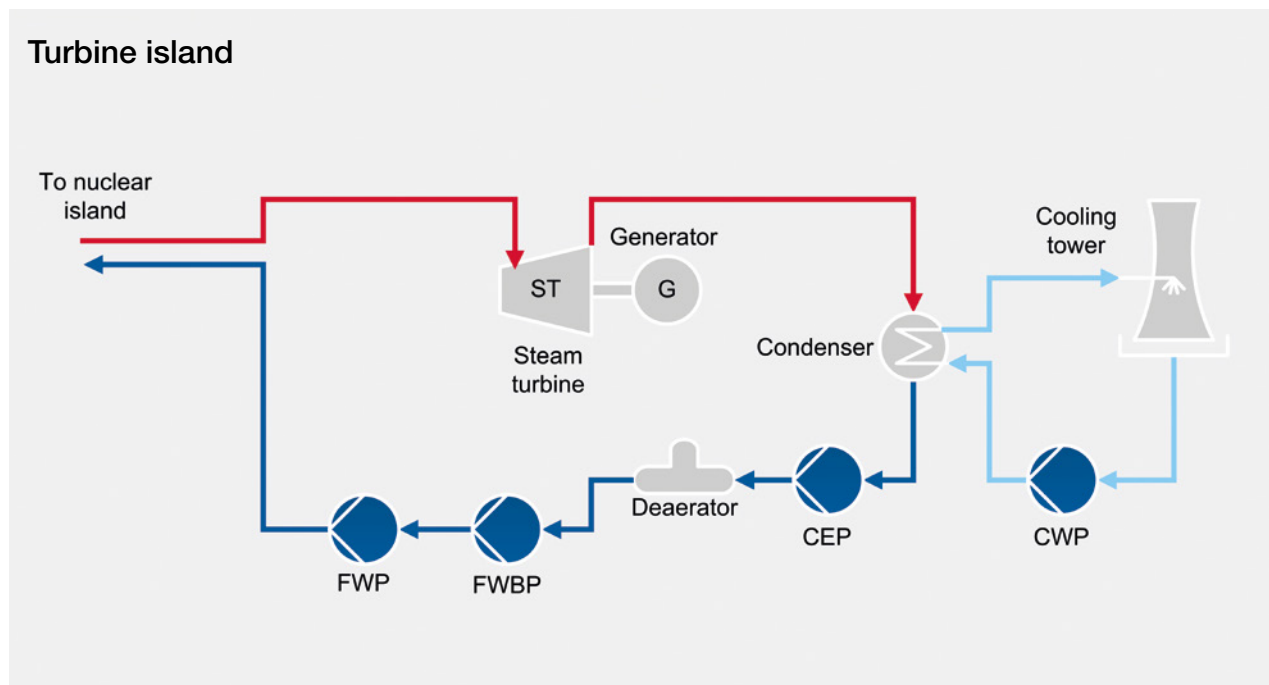 Turbine island
To nuclear
island
Generator
ST
G
Steam
turbine
Condenser
Cooling
tower
Deaerator
CEP
CWP
FWP
FWBP